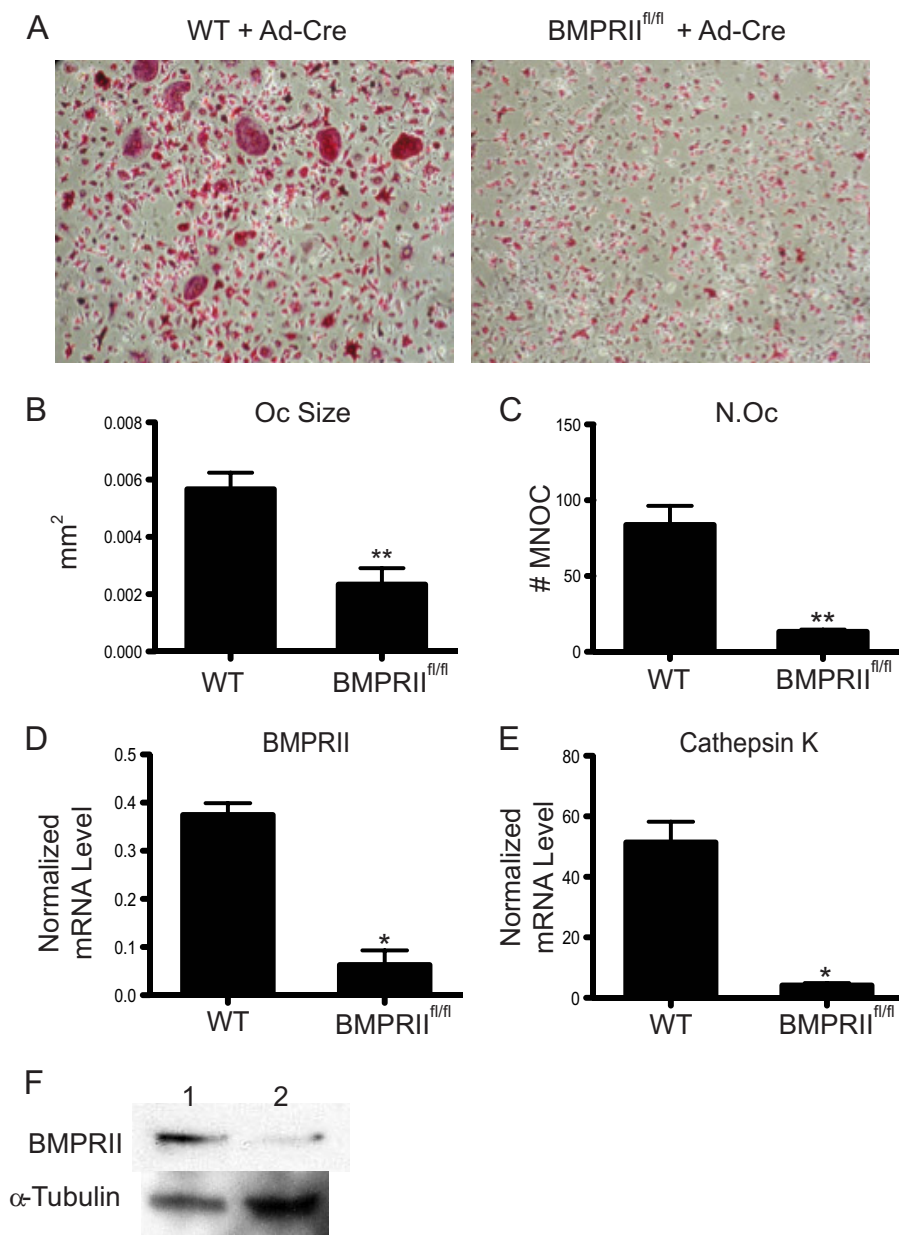 A
WT + Ad-Cre
BMPRII^fl/fl + Ad-Cre
B
Oc Size
mm²
0.008
0.006
0.004
0.002
0.000
**
WT
BMPRII^fl/fl
C
N.Oc
# MNOC
150
100
50
0
**
WT
BMPRII^fl/fl
D
BMPRII
Normalized
mRNA Level
0.5
0.4
0.3
0.2
0.1
0.0
*
WT
BMPRII^fl/fl
E
Cathepsin K
Normalized
mRNA Level
80
60
40
20
0
*
WT
BMPRII^fl/fl
F
1 2
BMPRII
α-Tubulin